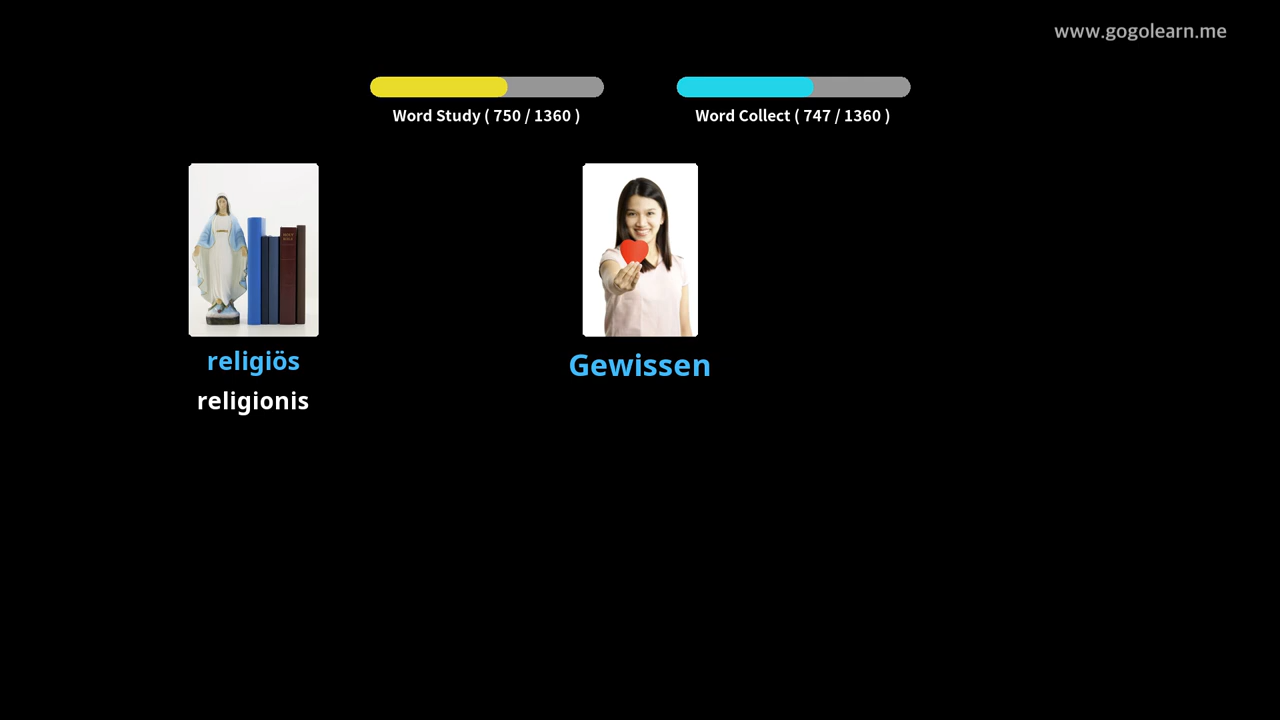 www.gogolearn.me
Word Study ( 750 / 1360 )
Word Collect ( 747 / 1360 )
religiös
religionis
Gewissen